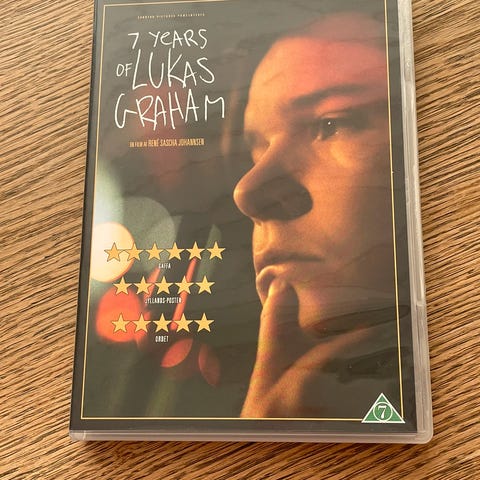 7 YEARS
OF LUKAS
GRAHAM
EN FILM AF RENÉ SASCHA JOHANNSEN
GAFFA
JYLLANDS-POSTEN
ORDET
7